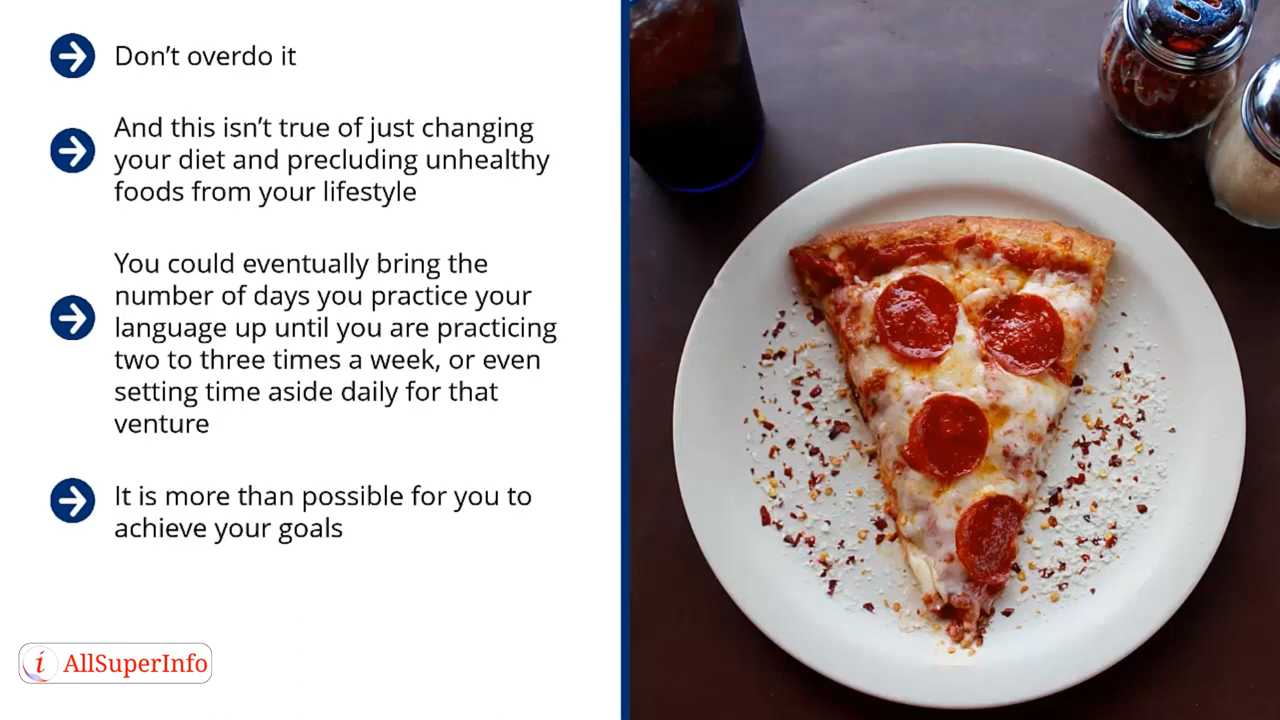 Don’t overdo it
And this isn’t true of just changing
your diet and precluding unhealthy
foods from your lifestyle
You could eventually bring the
number of days you practice your
language up until you are practicing
two to three times a week, or even
setting time aside daily for that
venture
It is more than possible for you to
achieve your goals
i AllSuperInfo